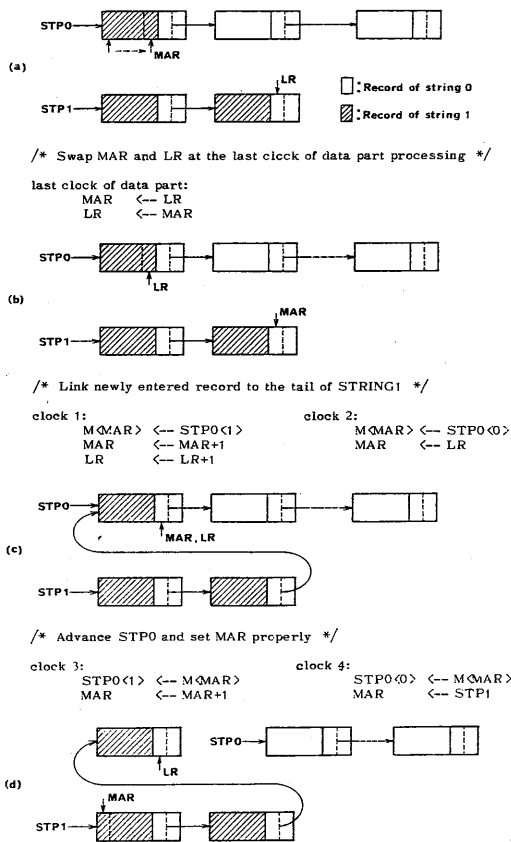 STP0
MAR
(a)
LR
: Record of string 0
STP1
: Record of string 1
/* Swap MAR and LR at the last clock of data part processing */
last clock of data part:
MAR <-- LR
LR <-- MAR
STP0
LR
(b)
MAR
STP1
/* Link newly entered record to the tail of STRING1 */
clock 1: clock 2:
M<MAR> <-- STP0<1> M<MAR> <-- STP0<0>
MAR <-- MAR+1 MAR <-- LR
LR <-- LR+1
STP0
MAR, LR
(c)
STP1
/* Advance STP0 and set MAR properly */
clock 3: clock 4:
STP0<1> <-- M<MAR> STP0<0> <-- M<MAR>
MAR <-- MAR+1 MAR <-- STP1
STP0
LR
(d)
MAR
STP1